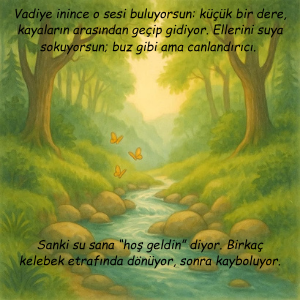 Vadiye inince o sesi buluyorsun: küçük bir dere,
kayaların arasından geçip gidiyor. Ellerini suya
sokuyorsun; buz gibi ama canlandırıcı.
Sanki su sana “hoş geldin” diyor. Birkaç
kelebek etrafında dönüyor, sonra kayboluyor.